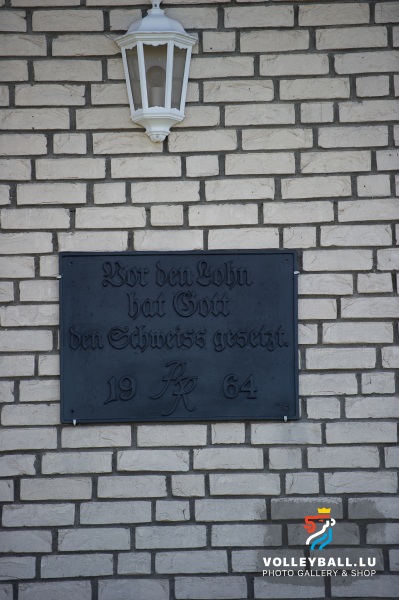 Vor den Lohn
hat Gott
den Schweiss gesetzt.
19 64
VOLLEYBALL.LU
PHOTO GALLERY & SHOP